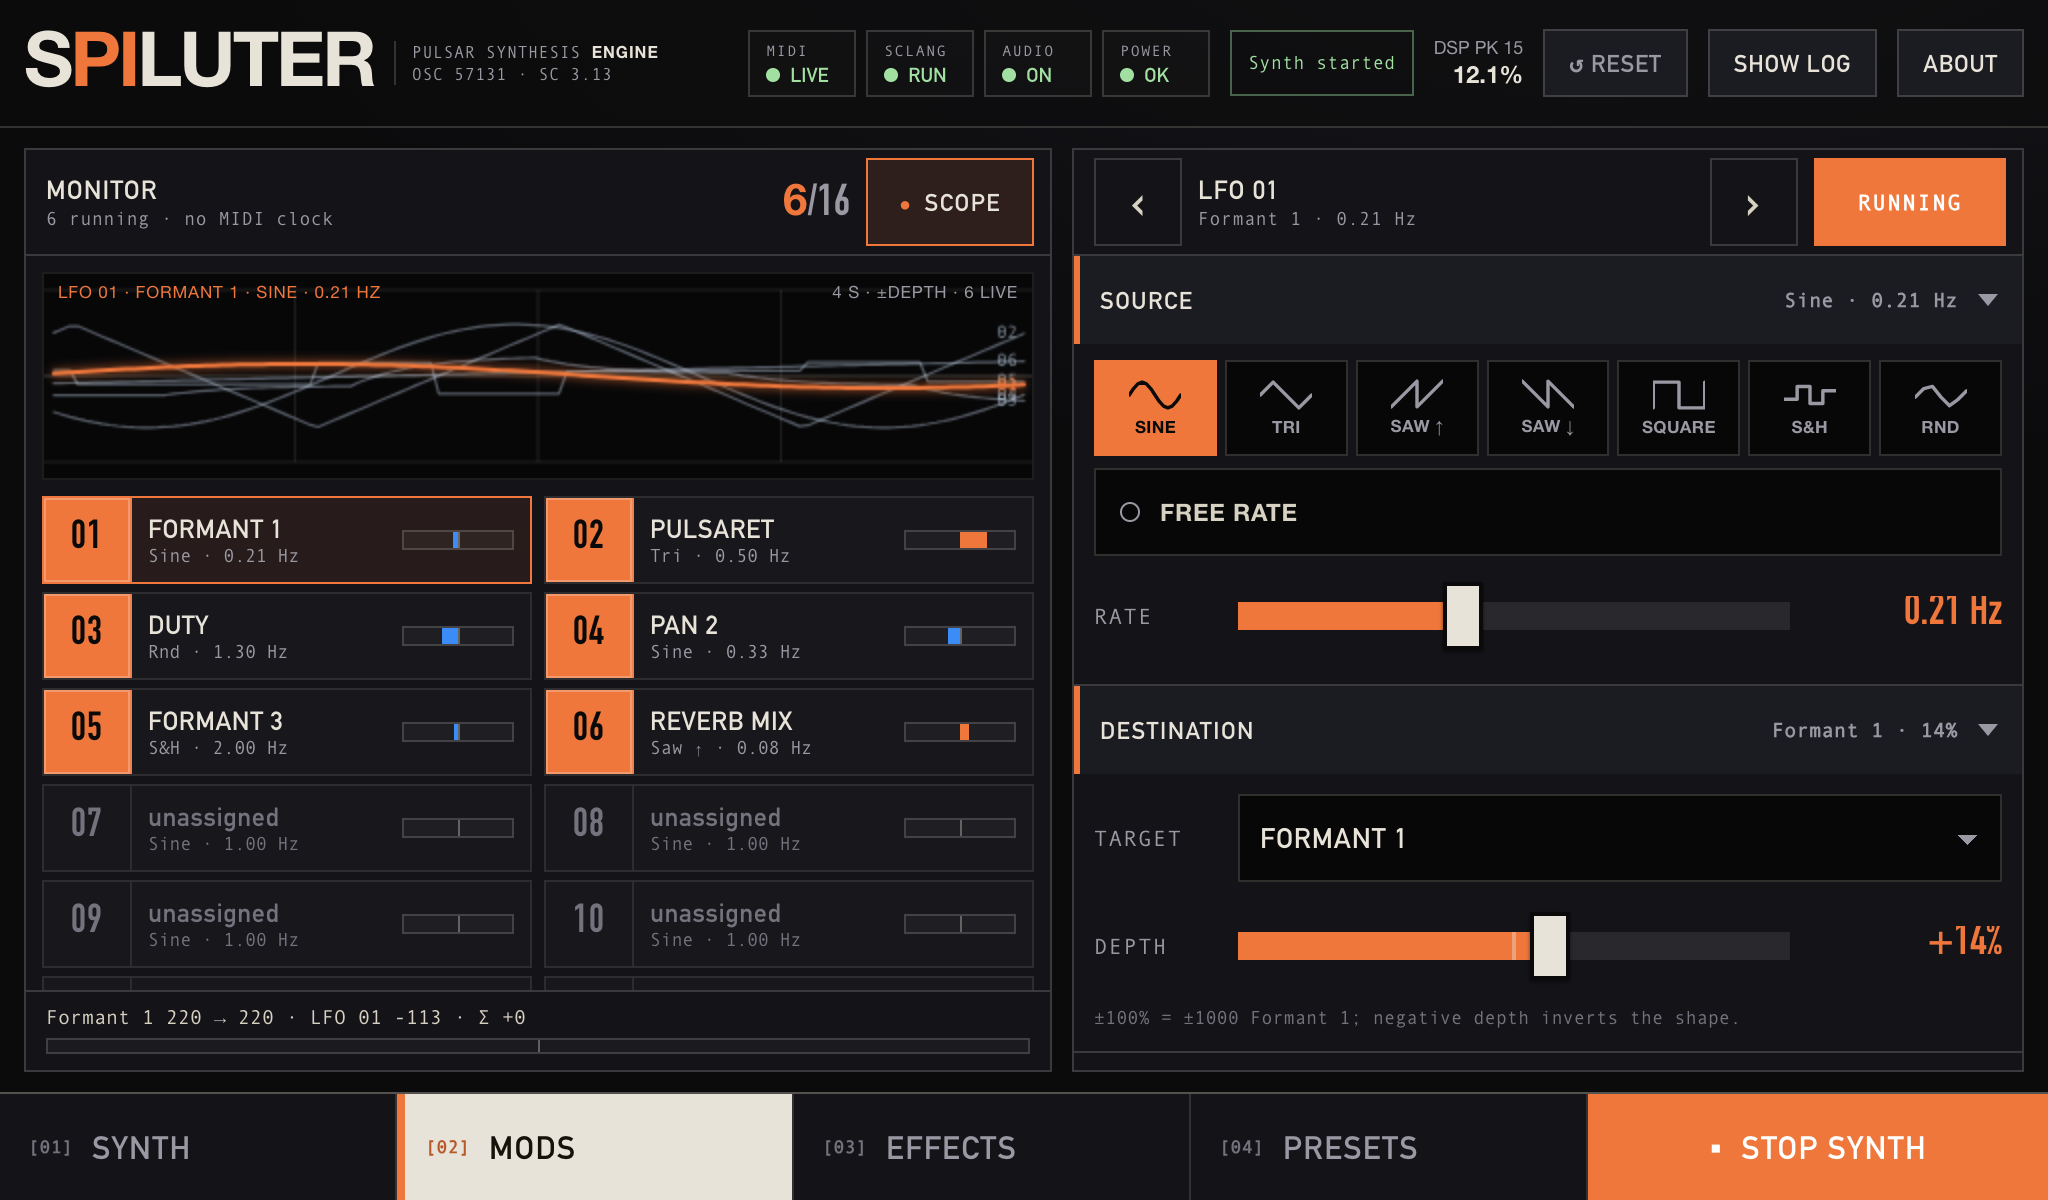 SPILUTER
PULSAR SYNTHESIS ENGINE
OSC 57131 · SC 3.13
MIDI
LIVE
SCLANG
RUN
AUDIO
ON
POWER
OK
Synth started
DSP PK 15
12.1%
↺ RESET
SHOW LOG
ABOUT
MONITOR
6 running · no MIDI clock
6/16
SCOPE
LFO 01 · FORMANT 1 · SINE · 0.21 HZ
4 S · ±DEPTH · 6 LIVE
02
06
01
FORMANT 1
Sine · 0.21 Hz
02
PULSARET
Tri · 0.50 Hz
03
DUTY
Rnd · 1.30 Hz
04
PAN 2
Sine · 0.33 Hz
05
FORMANT 3
S&H · 2.00 Hz
06
REVERB MIX
Saw ↑ · 0.08 Hz
07
unassigned
Sine · 1.00 Hz
08
unassigned
Sine · 1.00 Hz
09
unassigned
Sine · 1.00 Hz
10
unassigned
Sine · 1.00 Hz
Formant 1 220 → 220 · LFO 01 -113 · Σ +0
‹
LFO 01
Formant 1 · 0.21 Hz
›
RUNNING
SOURCE
Sine · 0.21 Hz
SINE
TRI
SAW ↑
SAW ↓
SQUARE
S&H
RND
FREE RATE
RATE
0.21 Hz
DESTINATION
Formant 1 · 14%
TARGET
FORMANT 1
DEPTH
+14%
±100% = ±1000 Formant 1; negative depth inverts the shape.
[01] SYNTH
[02] MODS
[03] EFFECTS
[04] PRESETS
STOP SYNTH